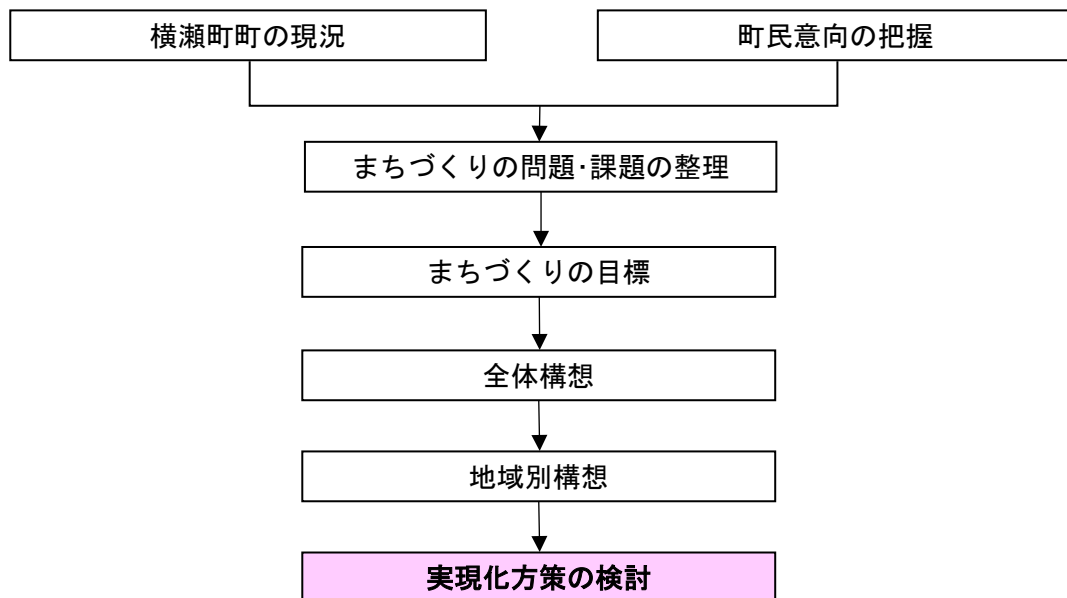 横瀬町町の現況
町民意向の把握
まちづくりの問題･課題の整理
まちづくりの目標
全体構想
地域別構想
実現化方策の検討